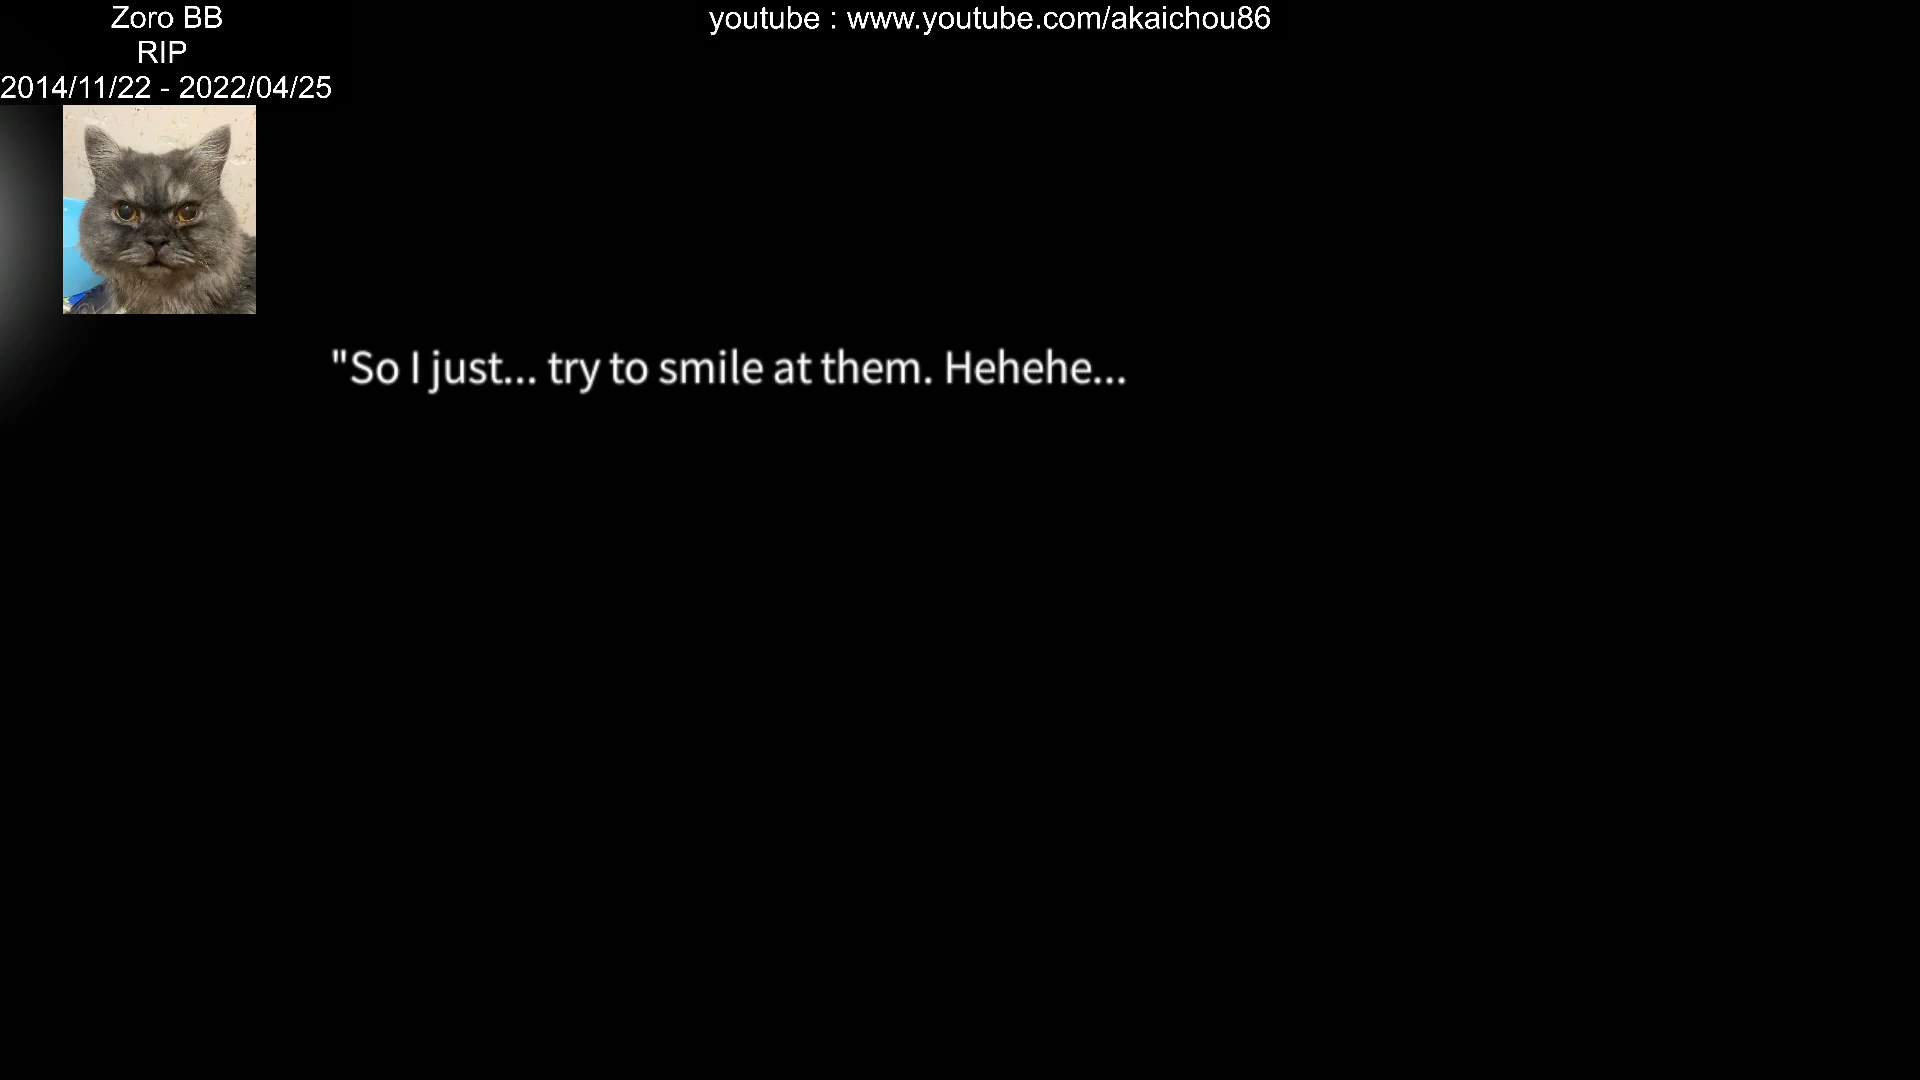 Zoro BB
RIP
2014/11/22 - 2022/04/25
youtube : www.youtube.com/akaichou86
"So I just... try to smile at them. Hehehe...